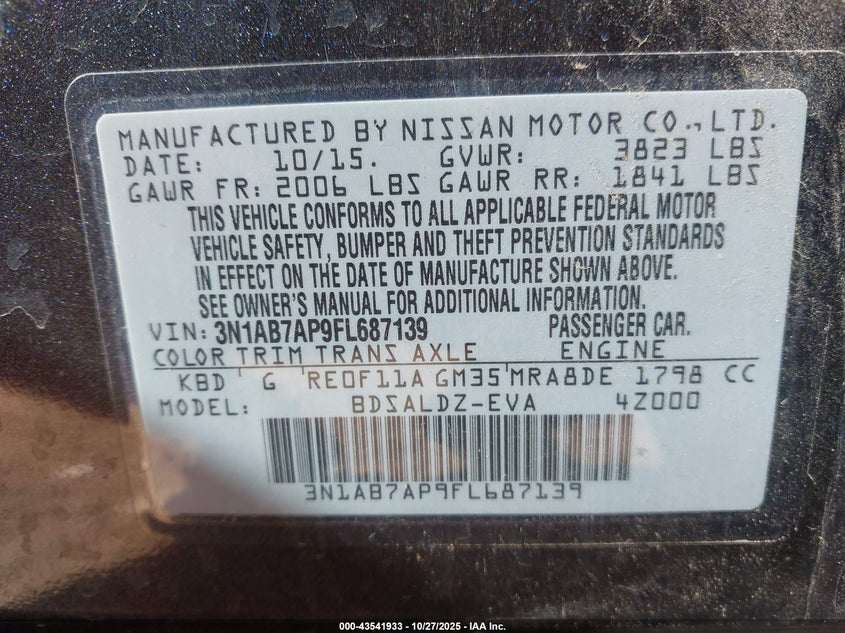 MANUFACTURED BY NISSAN MOTOR CO., LTD.
DATE: 10/15. GVWR: 3823 LBS
GAWR FR: 2006 LBS GAWR RR: 1841 LBS
THIS VEHICLE CONFORMS TO ALL APPLICABLE FEDERAL MOTOR
VEHICLE SAFETY, BUMPER AND THEFT PREVENTION STANDARDS
IN EFFECT ON THE DATE OF MANUFACTURE SHOWN ABOVE.
SEE OWNER'S MANUAL FOR ADDITIONAL INFORMATION.
VIN: 3N1AB7AP9FL687139 PASSENGER CAR.
COLOR TRIM TRANS AXLE ENGINE
KBD G RE0F11A GM35 MRA8DE 1798 CC
MODEL: BDSALDZ-EVA 4Z000
3N1AB7AP9FL687139
000-43541933 - 10/27/2025 - IAA Inc.